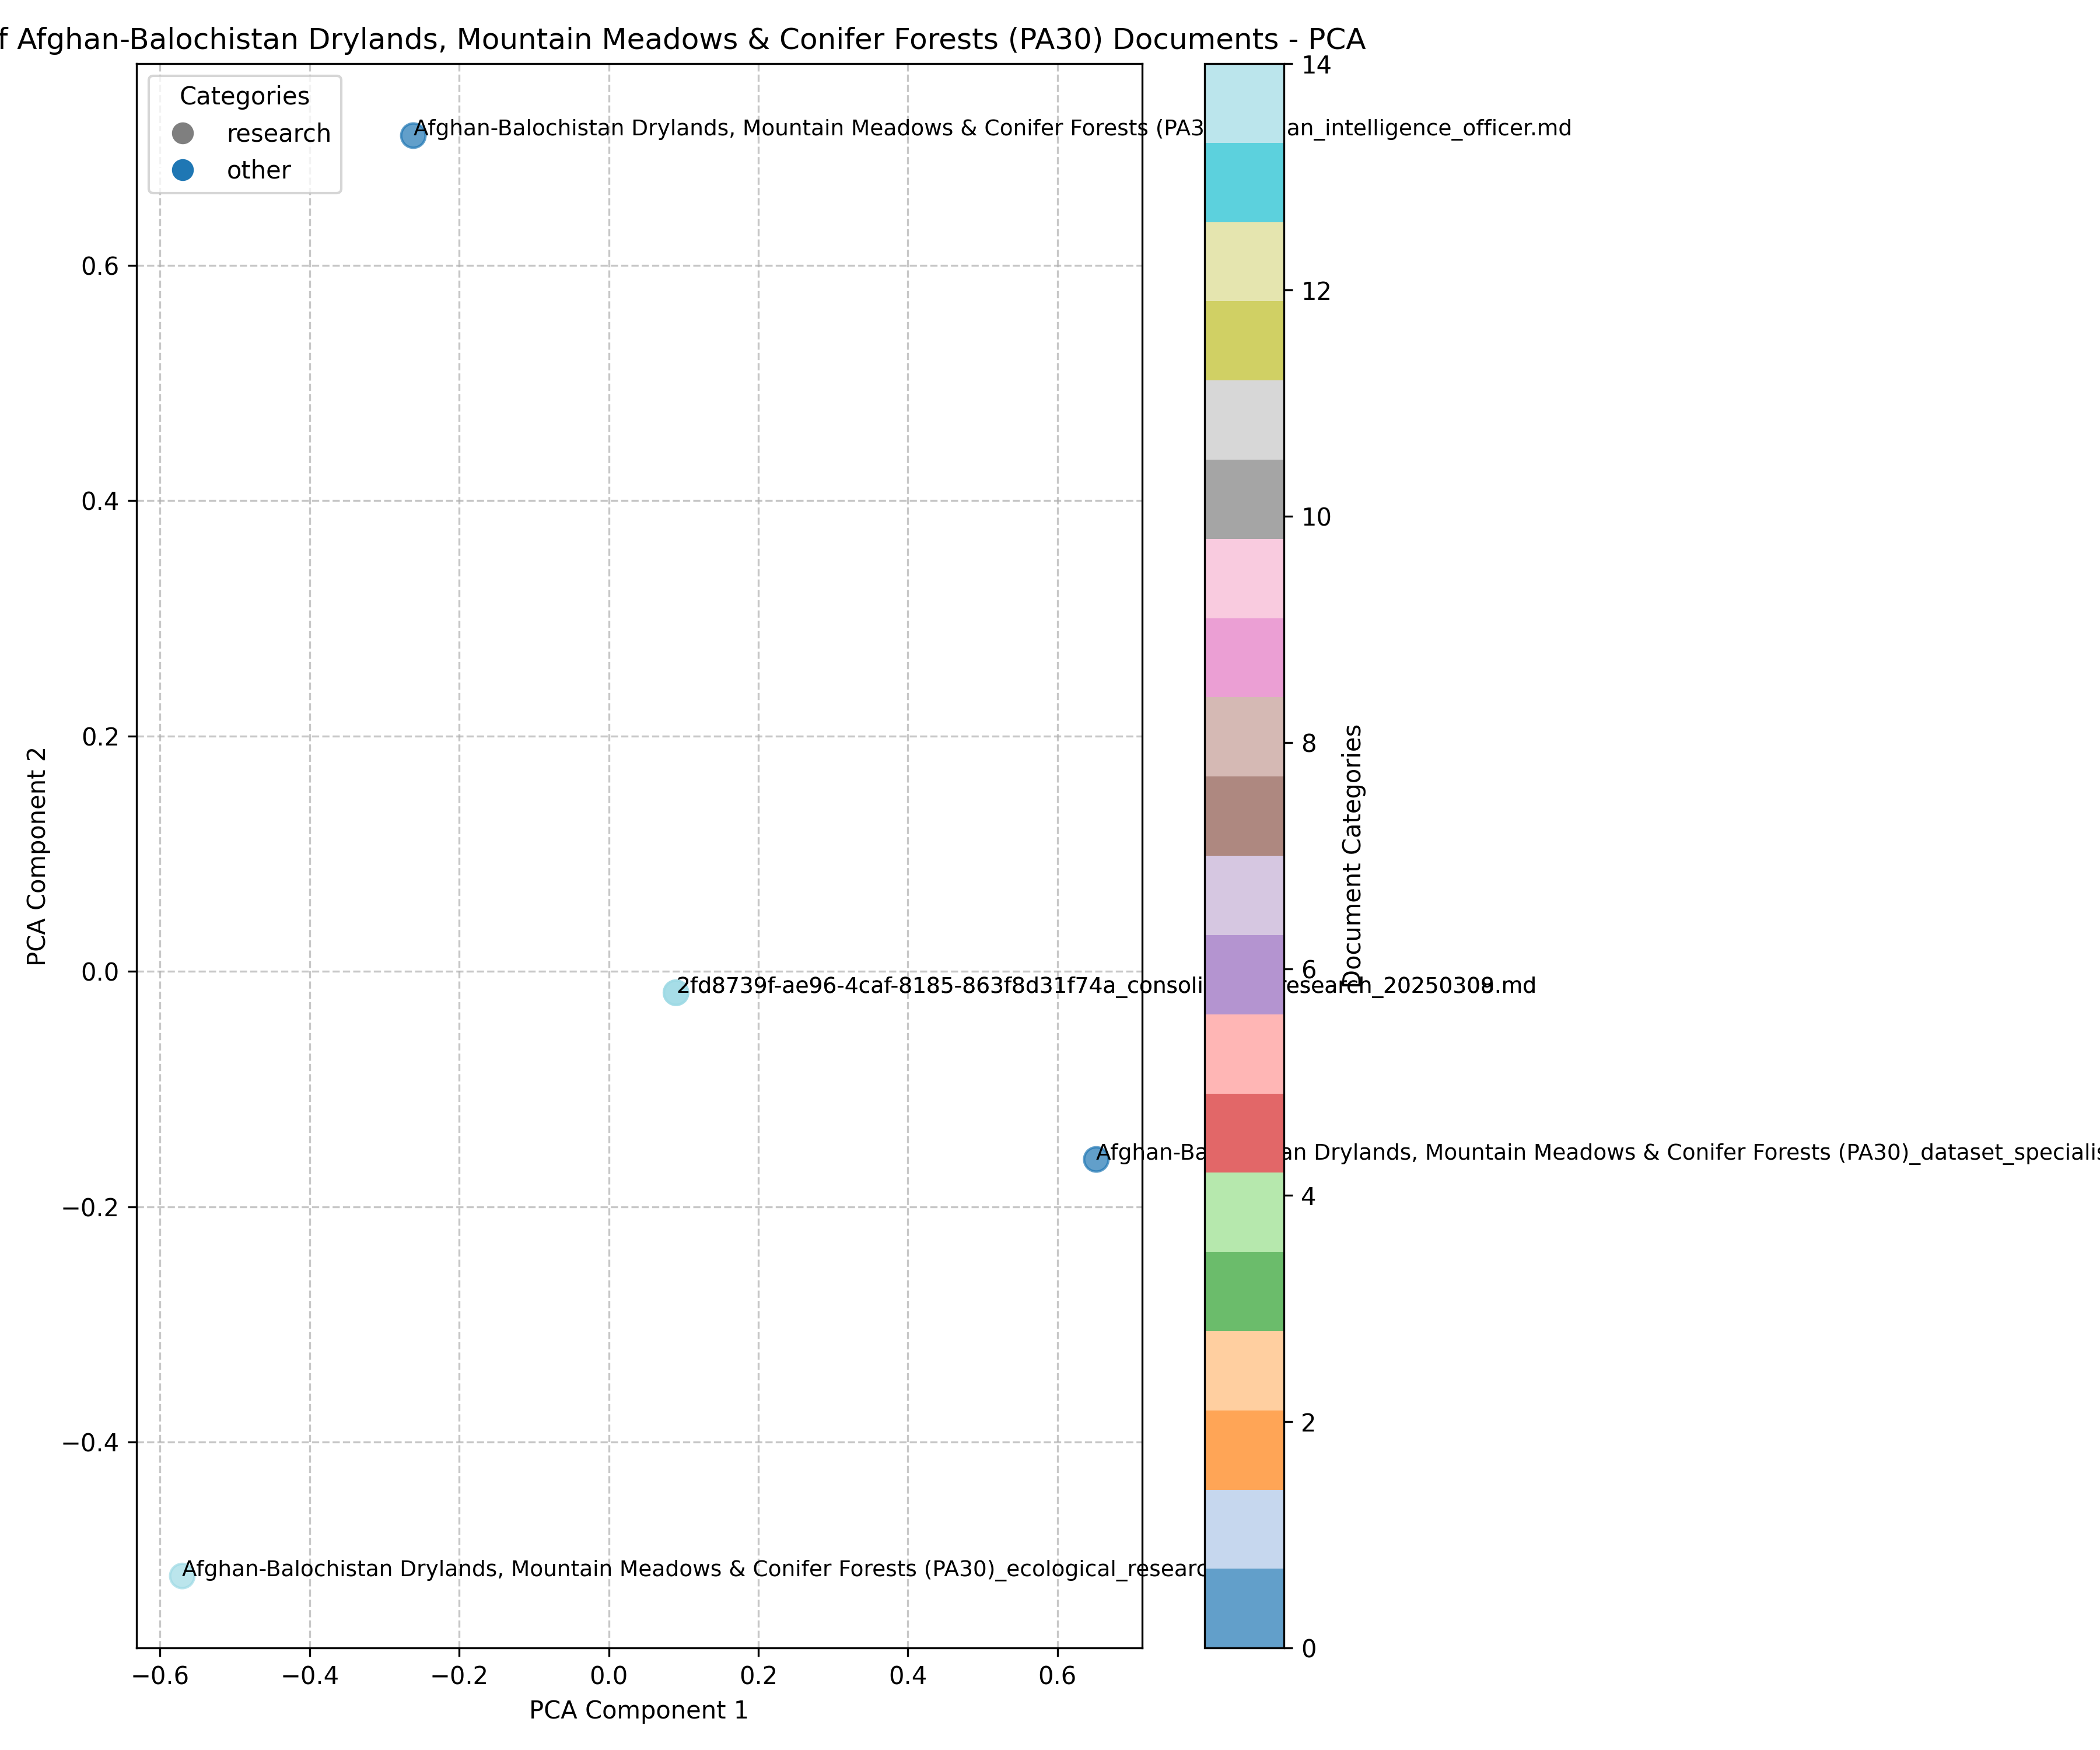 f Afghan-Balochistan Drylands, Mountain Meadows & Conifer Forests (PA30) Documents - PCA
Categories
research
other
Afghan-Balochistan Drylands, Mountain Meadows & Conifer Forests (PA3 an_intelligence_officer.md
2fd8739f-ae96-4caf-8185-863f8d31f74a_consoli research_2025030 .md
Afghan-Ba an Drylands, Mountain Meadows & Conifer Forests (PA30)_dataset_specialis
Afghan-Balochistan Drylands, Mountain Meadows & Conifer Forests (PA30)_ecological_researc
0.6
0.4
0.2
0.0
−0.2
−0.4
PCA Component 2
−0.6
−0.4
−0.2
0.0
0.2
0.4
0.6
PCA Component 1
14
12
10
8
6
4
2
0
Document Categories